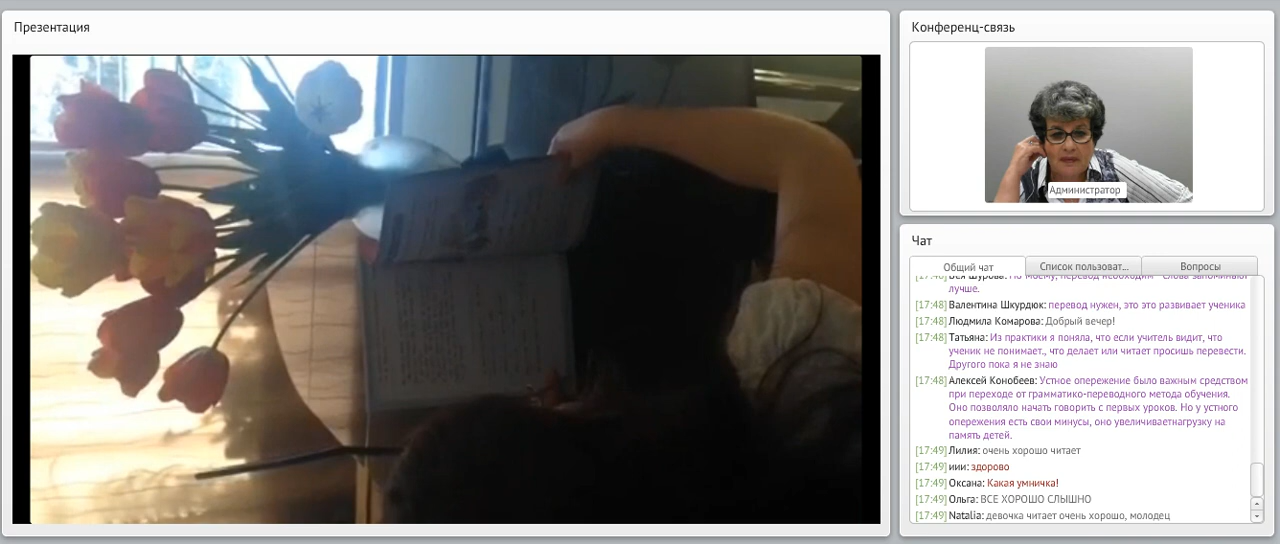 Презентация
Конференц-связь
Администратор
Чат
Общий чат
Список пользоват...
Вопросы
лучше.
[17:48] Валентина Шкурдюк: перевод нужен, это это развивает ученика
[17:48] Людмила Комарова: Добрый вечер!
[17:48] Татьяна: Из практики я поняла, что если учитель видит, что
ученик не понимает., что делает или читает просишь перевести.
Другого пока я не знаю
[17:48] Алексей Конобеев: Устное опережение было важным средством
при переходе от грамматико-переводного метода обучения.
Оно позволяло начать говорить с первых уроков. Но у устного
опережения есть свои минусы, оно увеличиваетнагрузку на
память детей.
[17:49] Лилия: очень хорошо читает
[17:49] иии: здорово
[17:49] Оксана: Какая умничка!
[17:49] Ольга: ВСЕ ХОРОШО СЛЫШНО
[17:49] Natalia: девочка читает очень хорошо, молодец